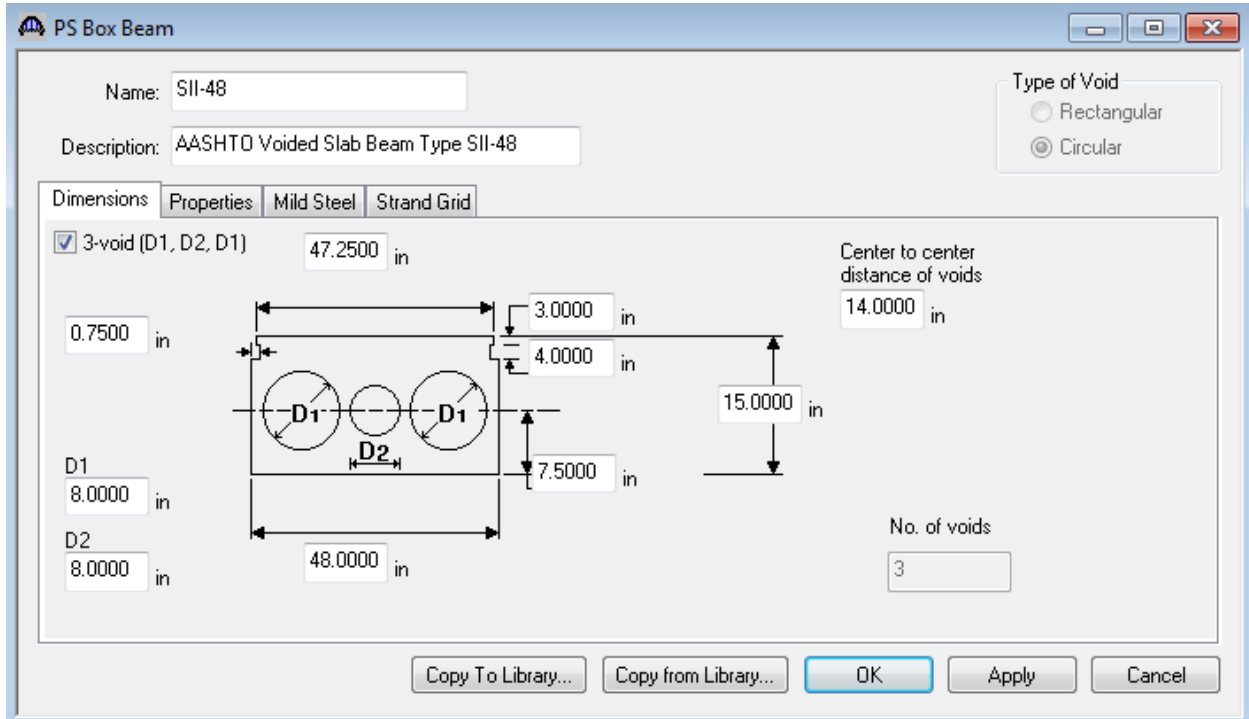 PS Box Beam
Name: SII-48
Type of Void
Rectangular
Circular
Description: AASHTO Voided Slab Beam Type SII-48
Dimensions Properties Mild Steel Strand Grid
3-void (D1, D2, D1)
47.2500 in
Center to center
distance of voids
14.0000 in
0.7500 in
3.0000 in
4.0000 in
15.0000 in
D1 D1
D2
7.5000 in
D1
8.0000 in
D2
8.0000 in
48.0000 in
No. of voids
3
Copy To Library... Copy from Library... OK Apply Cancel